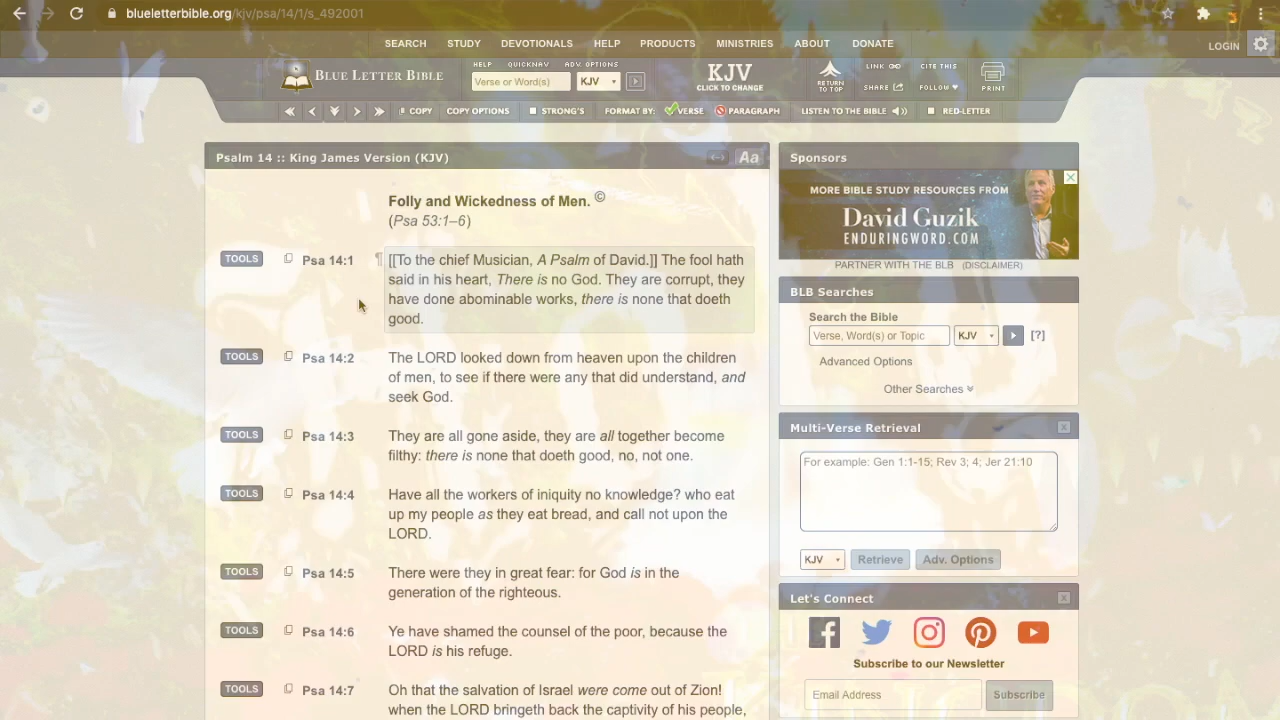 blueletterbible.org/kjv/psa/14/1/s_492001
SEARCH STUDY DEVOTIONALS HELP PRODUCTS MINISTRIES ABOUT DONATE LOGIN
BLUE LETTER BIBLE
HELP QUICKNAV ADV. OPTIONS
Verse or Word(s) KJV
KJV
CLICK TO CHANGE
RETURN TO TOP
LINK CITE THIS
SHARE FOLLOW
PRINT
COPY COPY OPTIONS STRONG'S FORMAT BY: VERSE PARAGRAPH LISTEN TO THE BIBLE RED-LETTER
Psalm 14 :: King James Version (KJV) Aa
Folly and Wickedness of Men. ©
(Psa 53:1–6)
TOOLS Psa 14:1 ¶ [[To the chief Musician, A Psalm of David.]] The fool hath
said in his heart, There is no God. They are corrupt, they
have done abominable works, there is none that doeth
good.
TOOLS Psa 14:2 The LORD looked down from heaven upon the children
of men, to see if there were any that did understand, and
seek God.
TOOLS Psa 14:3 They are all gone aside, they are all together become
filthy: there is none that doeth good, no, not one.
TOOLS Psa 14:4 Have all the workers of iniquity no knowledge? who eat
up my people as they eat bread, and call not upon the
LORD.
TOOLS Psa 14:5 There were they in great fear: for God is in the
generation of the righteous.
TOOLS Psa 14:6 Ye have shamed the counsel of the poor, because the
LORD is his refuge.
TOOLS Psa 14:7 Oh that the salvation of Israel were come out of Zion!
when the LORD bringeth back the captivity of his people,
Sponsors
MORE BIBLE STUDY RESOURCES FROM
David Guzik
ENDURINGWORD.COM
PARTNER WITH THE BLB (DISCLAIMER)
BLB Searches
Search the Bible
Verse, Word(s) or Topic KJV [?]
Advanced Options
Other Searches
Multi-Verse Retrieval
For example: Gen 1:1-15; Rev 3; 4; Jer 21:10
KJV Retrieve Adv. Options
Let's Connect
Subscribe to our Newsletter
Email Address Subscribe